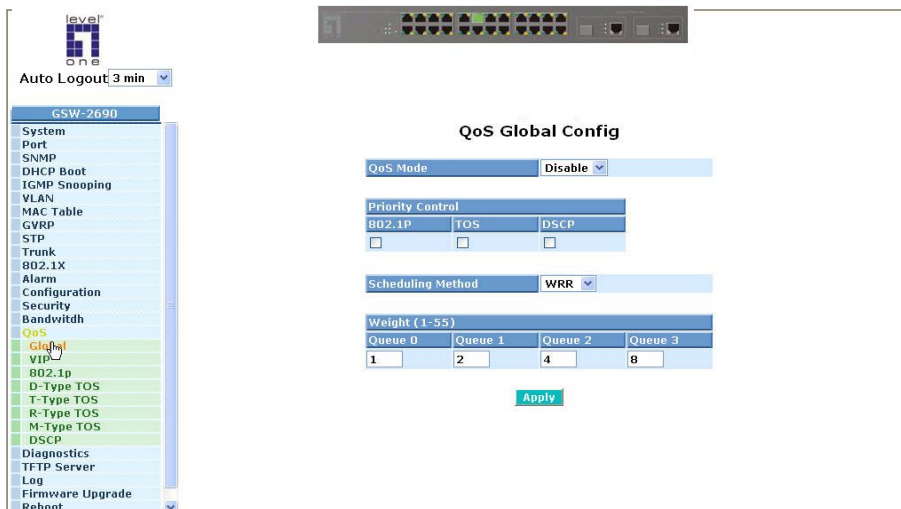 level
one
Auto Logout 3 min
GSW-2690
System
Port
SNMP
DHCP Boot
IGMP Snooping
VLAN
MAC Table
GVRP
STP
Trunk
802.1X
Alarm
Configuration
Security
Bandwitdh
QoS
Global
VIP
802.1p
D-Type TOS
T-Type TOS
R-Type TOS
M-Type TOS
DSCP
Diagnostics
TFTP Server
Log
Firmware Upgrade
Reboot
QoS Global Config
QoS Mode Disable
Priority Control
802.1P TOS DSCP
Scheduling Method WRR
Weight (1-55)
Queue 0 Queue 1 Queue 2 Queue 3
1 2 4 8
Apply